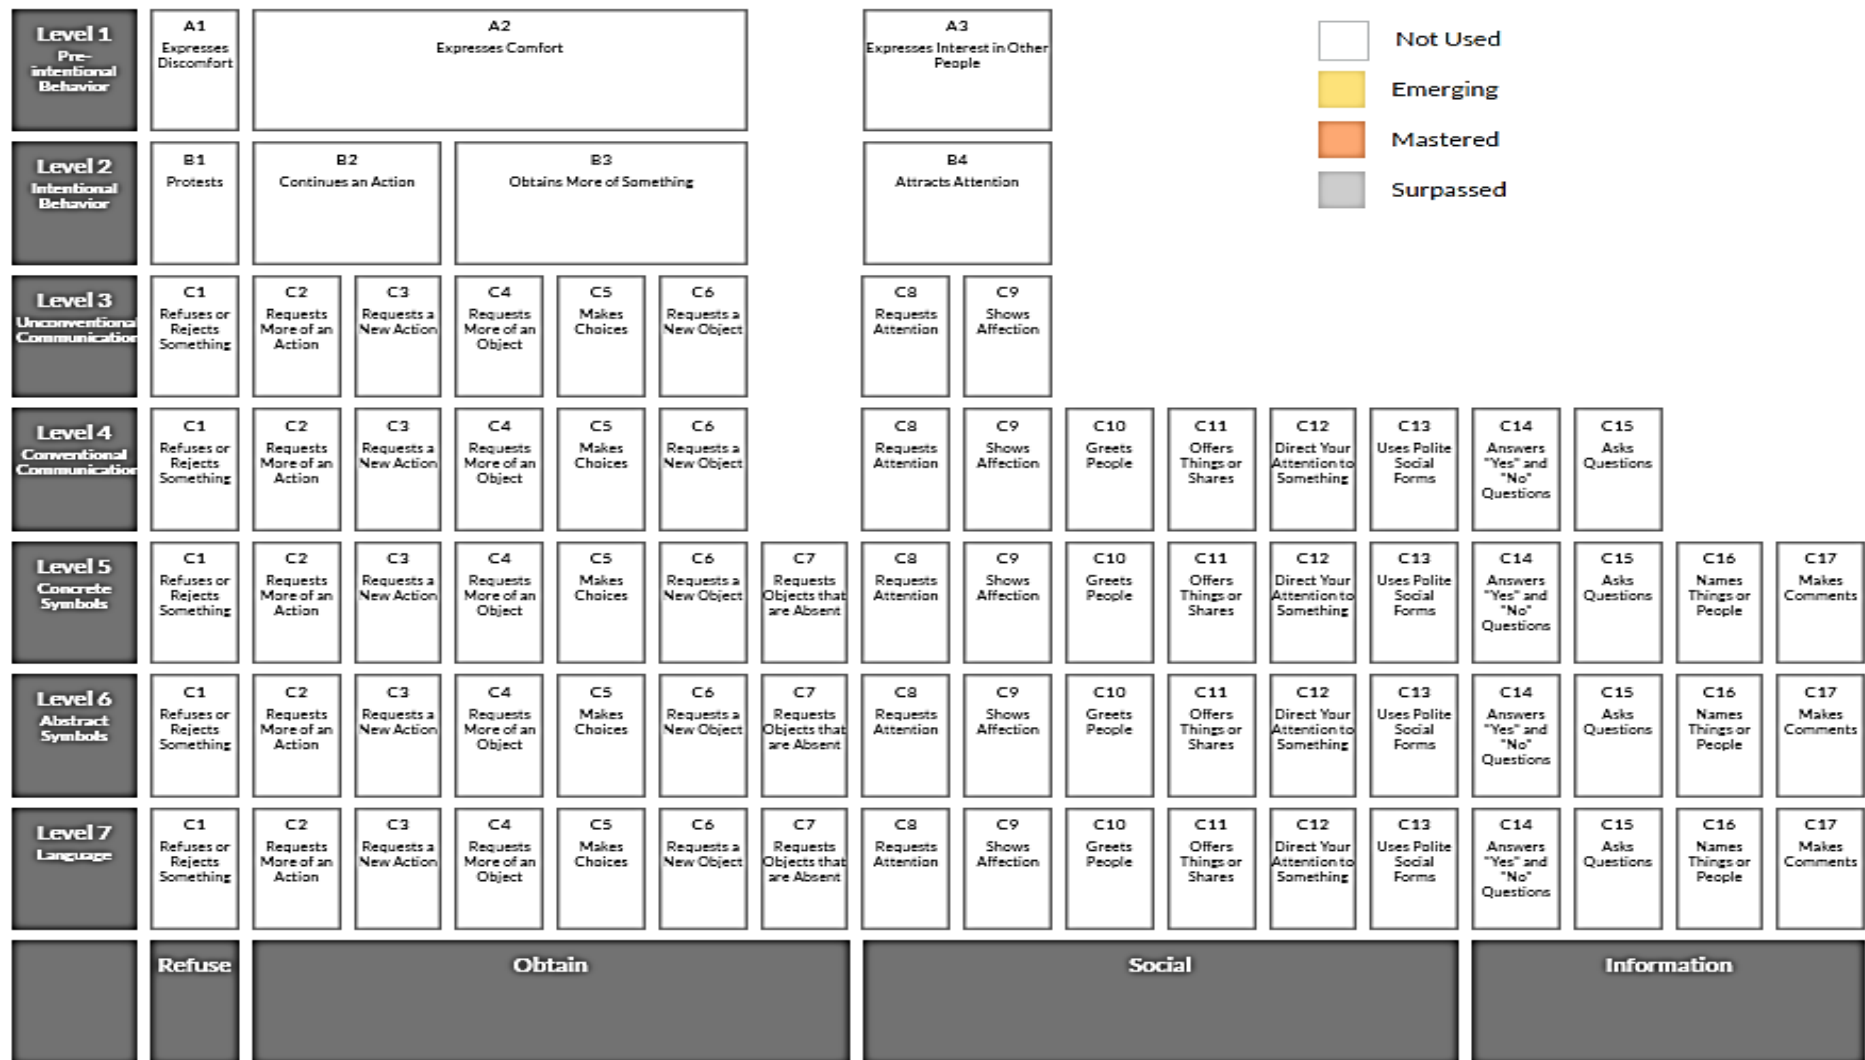 Level 1
Pre-
intentional
Behavior
A1
Expresses
Discomfort
A2
Expresses Comfort
A3
Expresses Interest in Other
People
Not Used
Emerging
Mastered
Surpassed
Level 2
Intentional
Behavior
B1
Protests
B2
Continues an Action
B3
Obtains More of Something
B4
Attracts Attention
Level 3
Unconventional
Communication
C1
Refuses or
Rejects
Something
C2
Requests
More of an
Action
C3
Requests a
New Action
C4
Requests
More of an
Object
C5
Makes
Choices
C6
Requests a
New Object
C8
Requests
Attention
C9
Shows
Affection
Level 4
Conventional
Communication
C1
Refuses or
Rejects
Something
C2
Requests
More of an
Action
C3
Requests a
New Action
C4
Requests
More of an
Object
C5
Makes
Choices
C6
Requests a
New Object
C8
Requests
Attention
C9
Shows
Affection
C10
Greets
People
C11
Offers
Things or
Shares
C12
Direct Your
Attention to
Something
C13
Uses Polite
Social
Forms
C14
Answers
"Yes" and
"No"
Questions
C15
Asks
Questions
Level 5
Concrete
Symbols
C1
Refuses or
Rejects
Something
C2
Requests
More of an
Action
C3
Requests a
New Action
C4
Requests
More of an
Object
C5
Makes
Choices
C6
Requests a
New Object
C7
Requests
Objects that
are Absent
C8
Requests
Attention
C9
Shows
Affection
C10
Greets
People
C11
Offers
Things or
Shares
C12
Direct Your
Attention to
Something
C13
Uses Polite
Social
Forms
C14
Answers
"Yes" and
"No"
Questions
C15
Asks
Questions
C16
Names
Things or
People
C17
Makes
Comments
Level 6
Abstract
Symbols
C1
Refuses or
Rejects
Something
C2
Requests
More of an
Action
C3
Requests a
New Action
C4
Requests
More of an
Object
C5
Makes
Choices
C6
Requests a
New Object
C7
Requests
Objects that
are Absent
C8
Requests
Attention
C9
Shows
Affection
C10
Greets
People
C11
Offers
Things or
Shares
C12
Direct Your
Attention to
Something
C13
Uses Polite
Social
Forms
C14
Answers
"Yes" and
"No"
Questions
C15
Asks
Questions
C16
Names
Things or
People
C17
Makes
Comments
Level 7
Language
C1
Refuses or
Rejects
Something
C2
Requests
More of an
Action
C3
Requests a
New Action
C4
Requests
More of an
Object
C5
Makes
Choices
C6
Requests a
New Object
C7
Requests
Objects that
are Absent
C8
Requests
Attention
C9
Shows
Affection
C10
Greets
People
C11
Offers
Things or
Shares
C12
Direct Your
Attention to
Something
C13
Uses Polite
Social
Forms
C14
Answers
"Yes" and
"No"
Questions
C15
Asks
Questions
C16
Names
Things or
People
C17
Makes
Comments
Refuse
Obtain
Social
Information